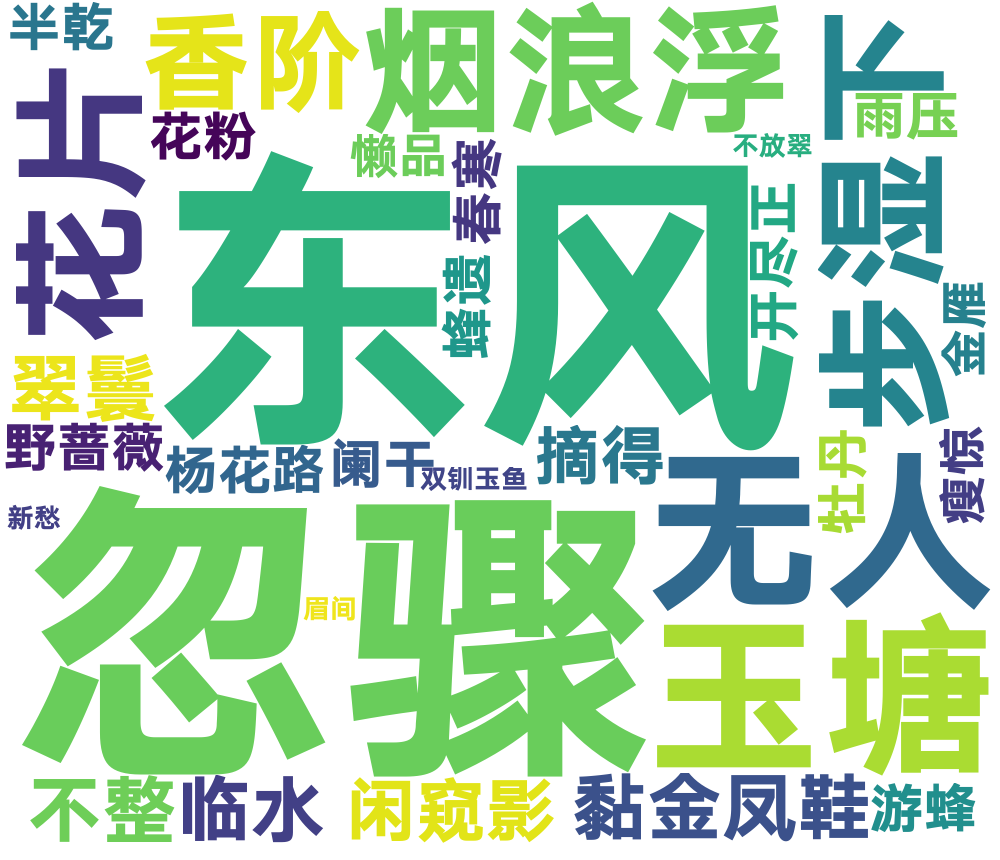 半乾
香阶
烟浪浮
下
雨压
花片
花粉
懒品
春寒
不放翠
东风
步湿
蜂遗
开尽正
金雁
翠鬟
野蔷薇
杨花路
阑干
双钏玉鱼
摘得
牡丹
瘦惊
新愁
忽骤
无人
眉间
玉塘
不整
临水
闲窥影
黏金凤鞋
游蜂